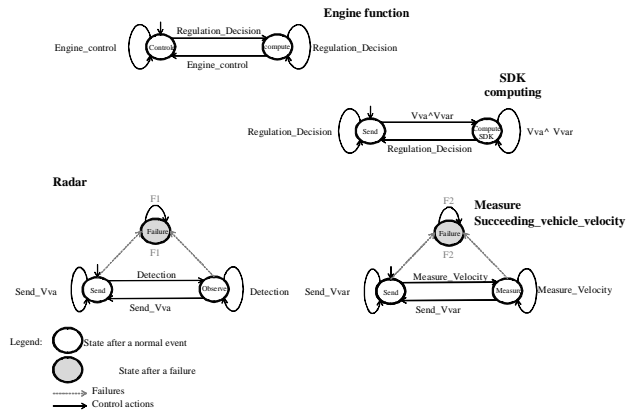 Engine function
Regulation_Decision
Engine_control
Control
compute
Regulation_Decision
Engine_control
SDK
computing
Vva^Vvar
Regulation_Decision
Send
Compute
SDK
Vva^ Vvar
Regulation_Decision
Radar
F1
Failure
F1
Detection
Send_Vva
Send
Observe
Detection
Send_Vva
Measure
Succeeding_vehicle_velocity
F2
Failure
F2
Measure_Velocity
Send_Vvar
Send
Measure
Measure_Velocity
Send_Vvar
Legend:
State after a normal event
State after a failure
Failures
Control actions